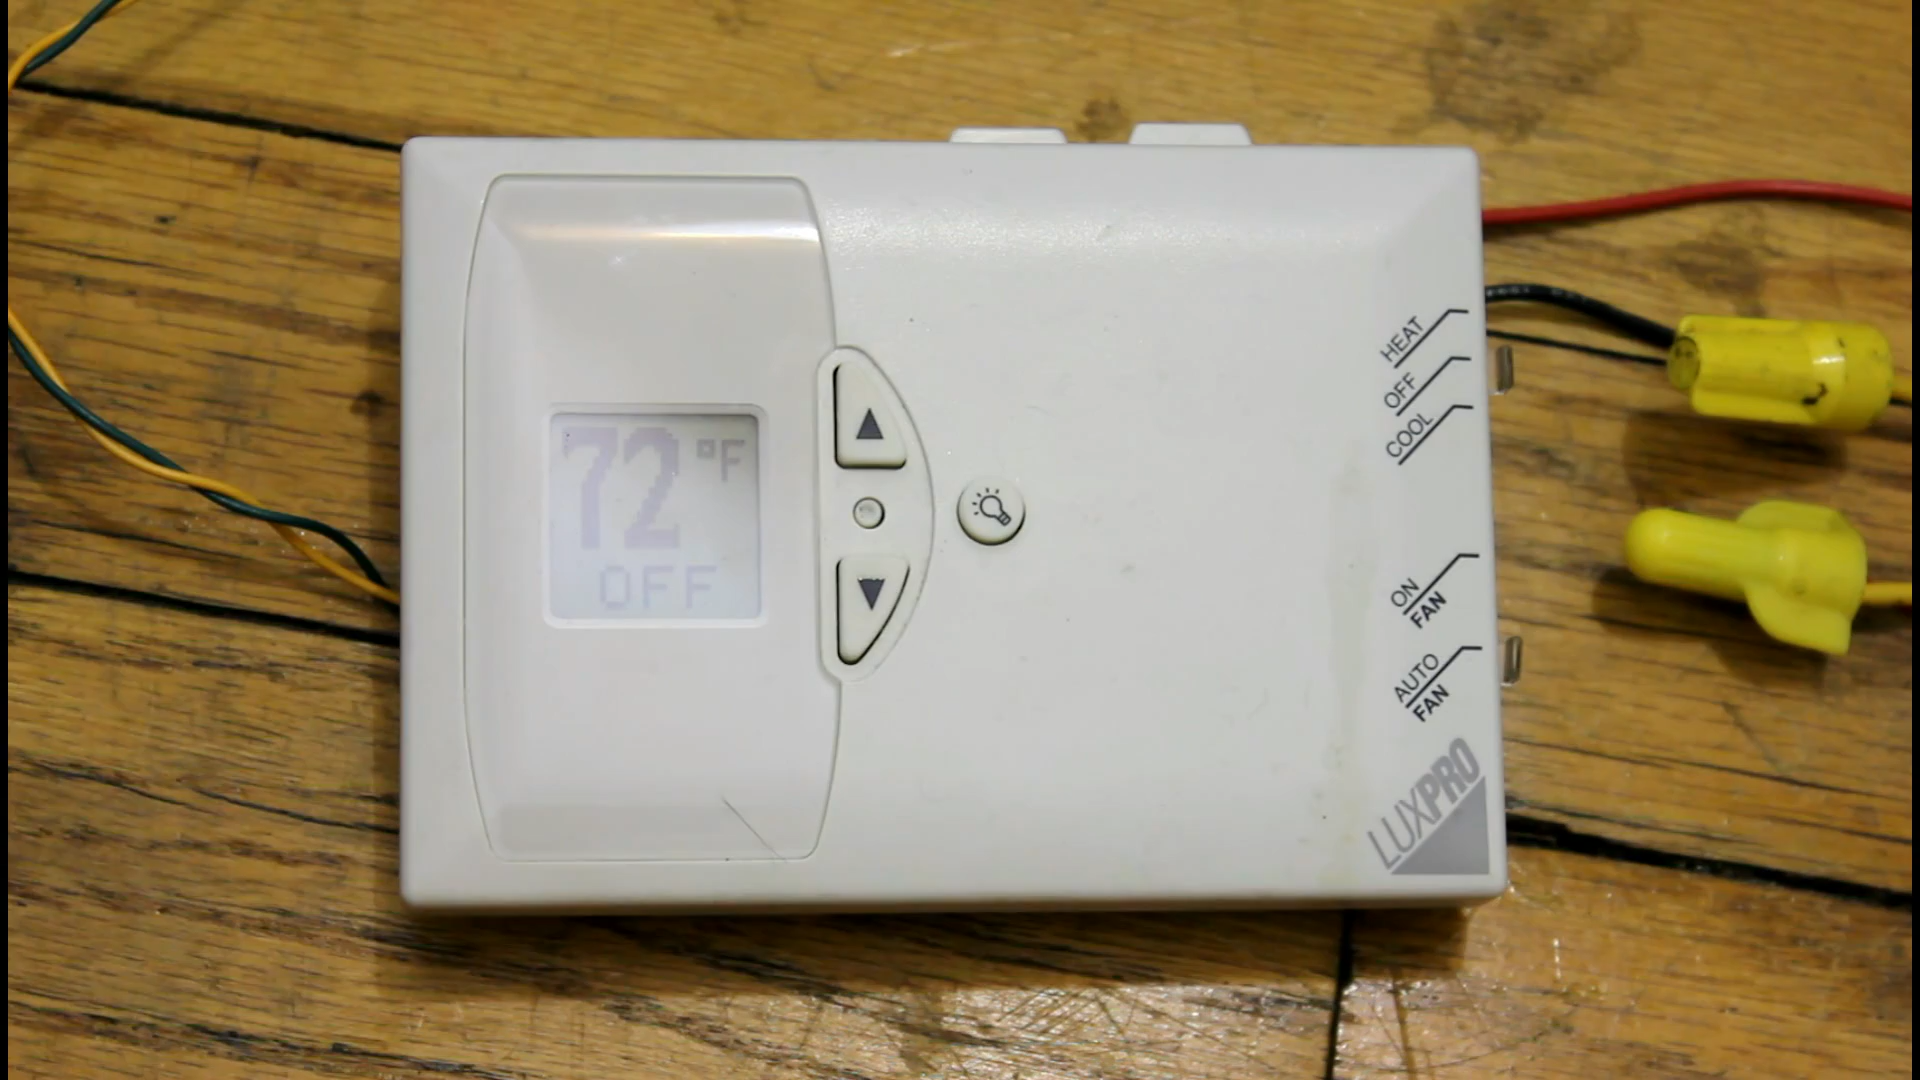 72 °F
OFF
HEAT
OFF
COOL
ON
FAN
AUTO
FAN
LUXPRO